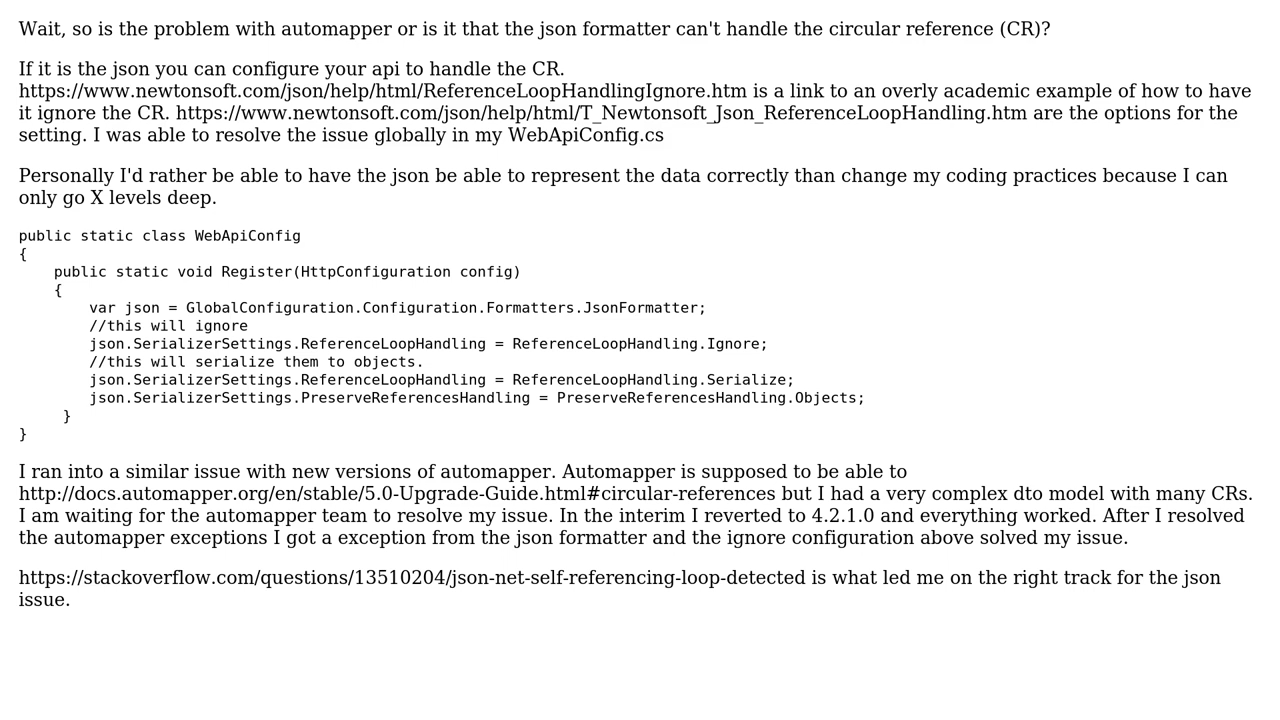 Wait, so is the problem with automapper or is it that the json formatter can't handle the circular reference (CR)?
If it is the json you can configure your api to handle the CR.
https://www.newtonsoft.com/json/help/html/ReferenceLoopHandlingIgnore.htm is a link to an overly academic example of how to have
it ignore the CR. https://www.newtonsoft.com/json/help/html/T_Newtonsoft_Json_ReferenceLoopHandling.htm are the options for the
setting. I was able to resolve the issue globally in my WebApiConfig.cs
Personally I'd rather be able to have the json be able to represent the data correctly than change my coding practices because I can
only go X levels deep.
public static class WebApiConfig
{
    public static void Register(HttpConfiguration config)
    {
        var json = GlobalConfiguration.Configuration.Formatters.JsonFormatter;
        //this will ignore
        json.SerializerSettings.ReferenceLoopHandling = ReferenceLoopHandling.Ignore;
        //this will serialize them to objects.
        json.SerializerSettings.ReferenceLoopHandling = ReferenceLoopHandling.Serialize;
        json.SerializerSettings.PreserveReferencesHandling = PreserveReferencesHandling.Objects;
     }
}
I ran into a similar issue with new versions of automapper. Automapper is supposed to be able to
http://docs.automapper.org/en/stable/5.0-Upgrade-Guide.html#circular-references but I had a very complex dto model with many CRs.
I am waiting for the automapper team to resolve my issue. In the interim I reverted to 4.2.1.0 and everything worked. After I resolved
the automapper exceptions I got a exception from the json formatter and the ignore configuration above solved my issue.
https://stackoverflow.com/questions/13510204/json-net-self-referencing-loop-detected is what led me on the right track for the json
issue.